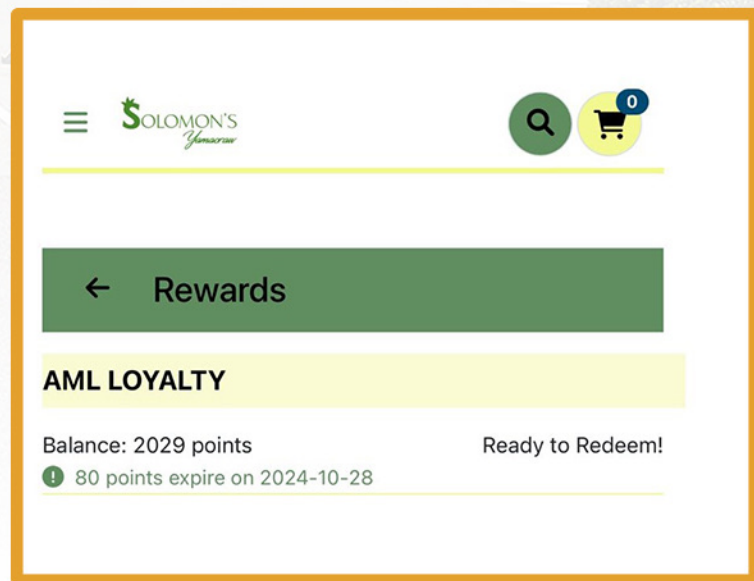 SOLOMON'S
Yamacraw
0
Rewards
AML LOYALTY
Balance: 2029 points
Ready to Redeem!
80 points expire on 2024-10-28